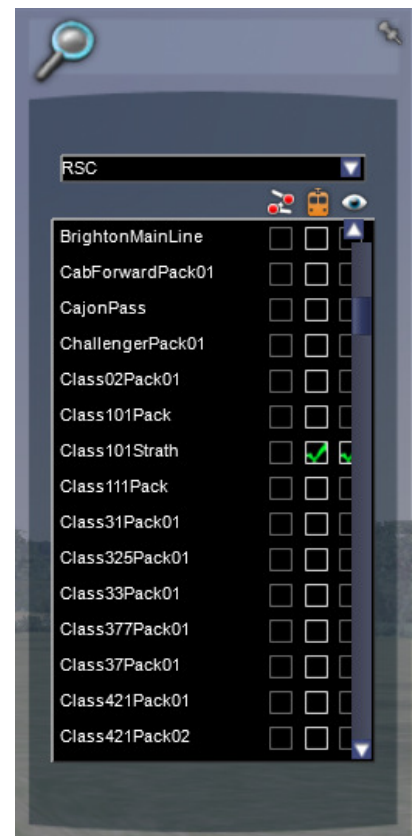 RSC
BrightonMainLine
CabForwardPack01
CajonPass
ChallengerPack01
Class02Pack01
Class101Pack
Class101Strath
Class111Pack
Class31Pack01
Class325Pack01
Class33Pack01
Class377Pack01
Class37Pack01
Class421Pack01
Class421Pack02